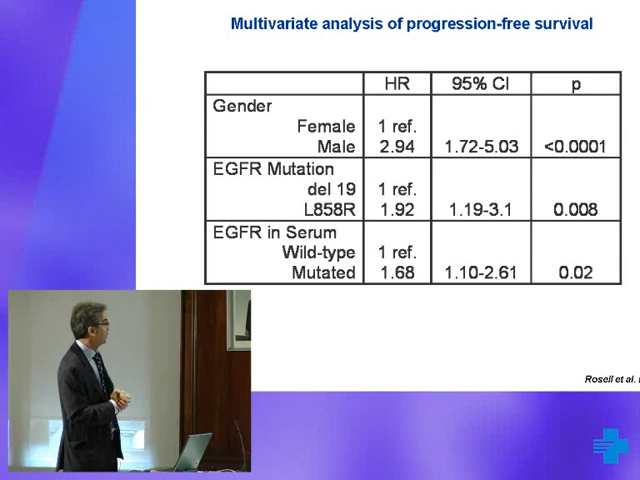 Multivariate analysis of progression-free survival
HR 95% CI p
Gender
Female 1 ref.
Male 2.94 1.72-5.03 <0.0001
EGFR Mutation
del 19 1 ref.
L858R 1.92 1.19-3.1 0.008
EGFR in Serum
Wild-type 1 ref.
Mutated 1.68 1.10-2.61 0.02
Rosell et al.